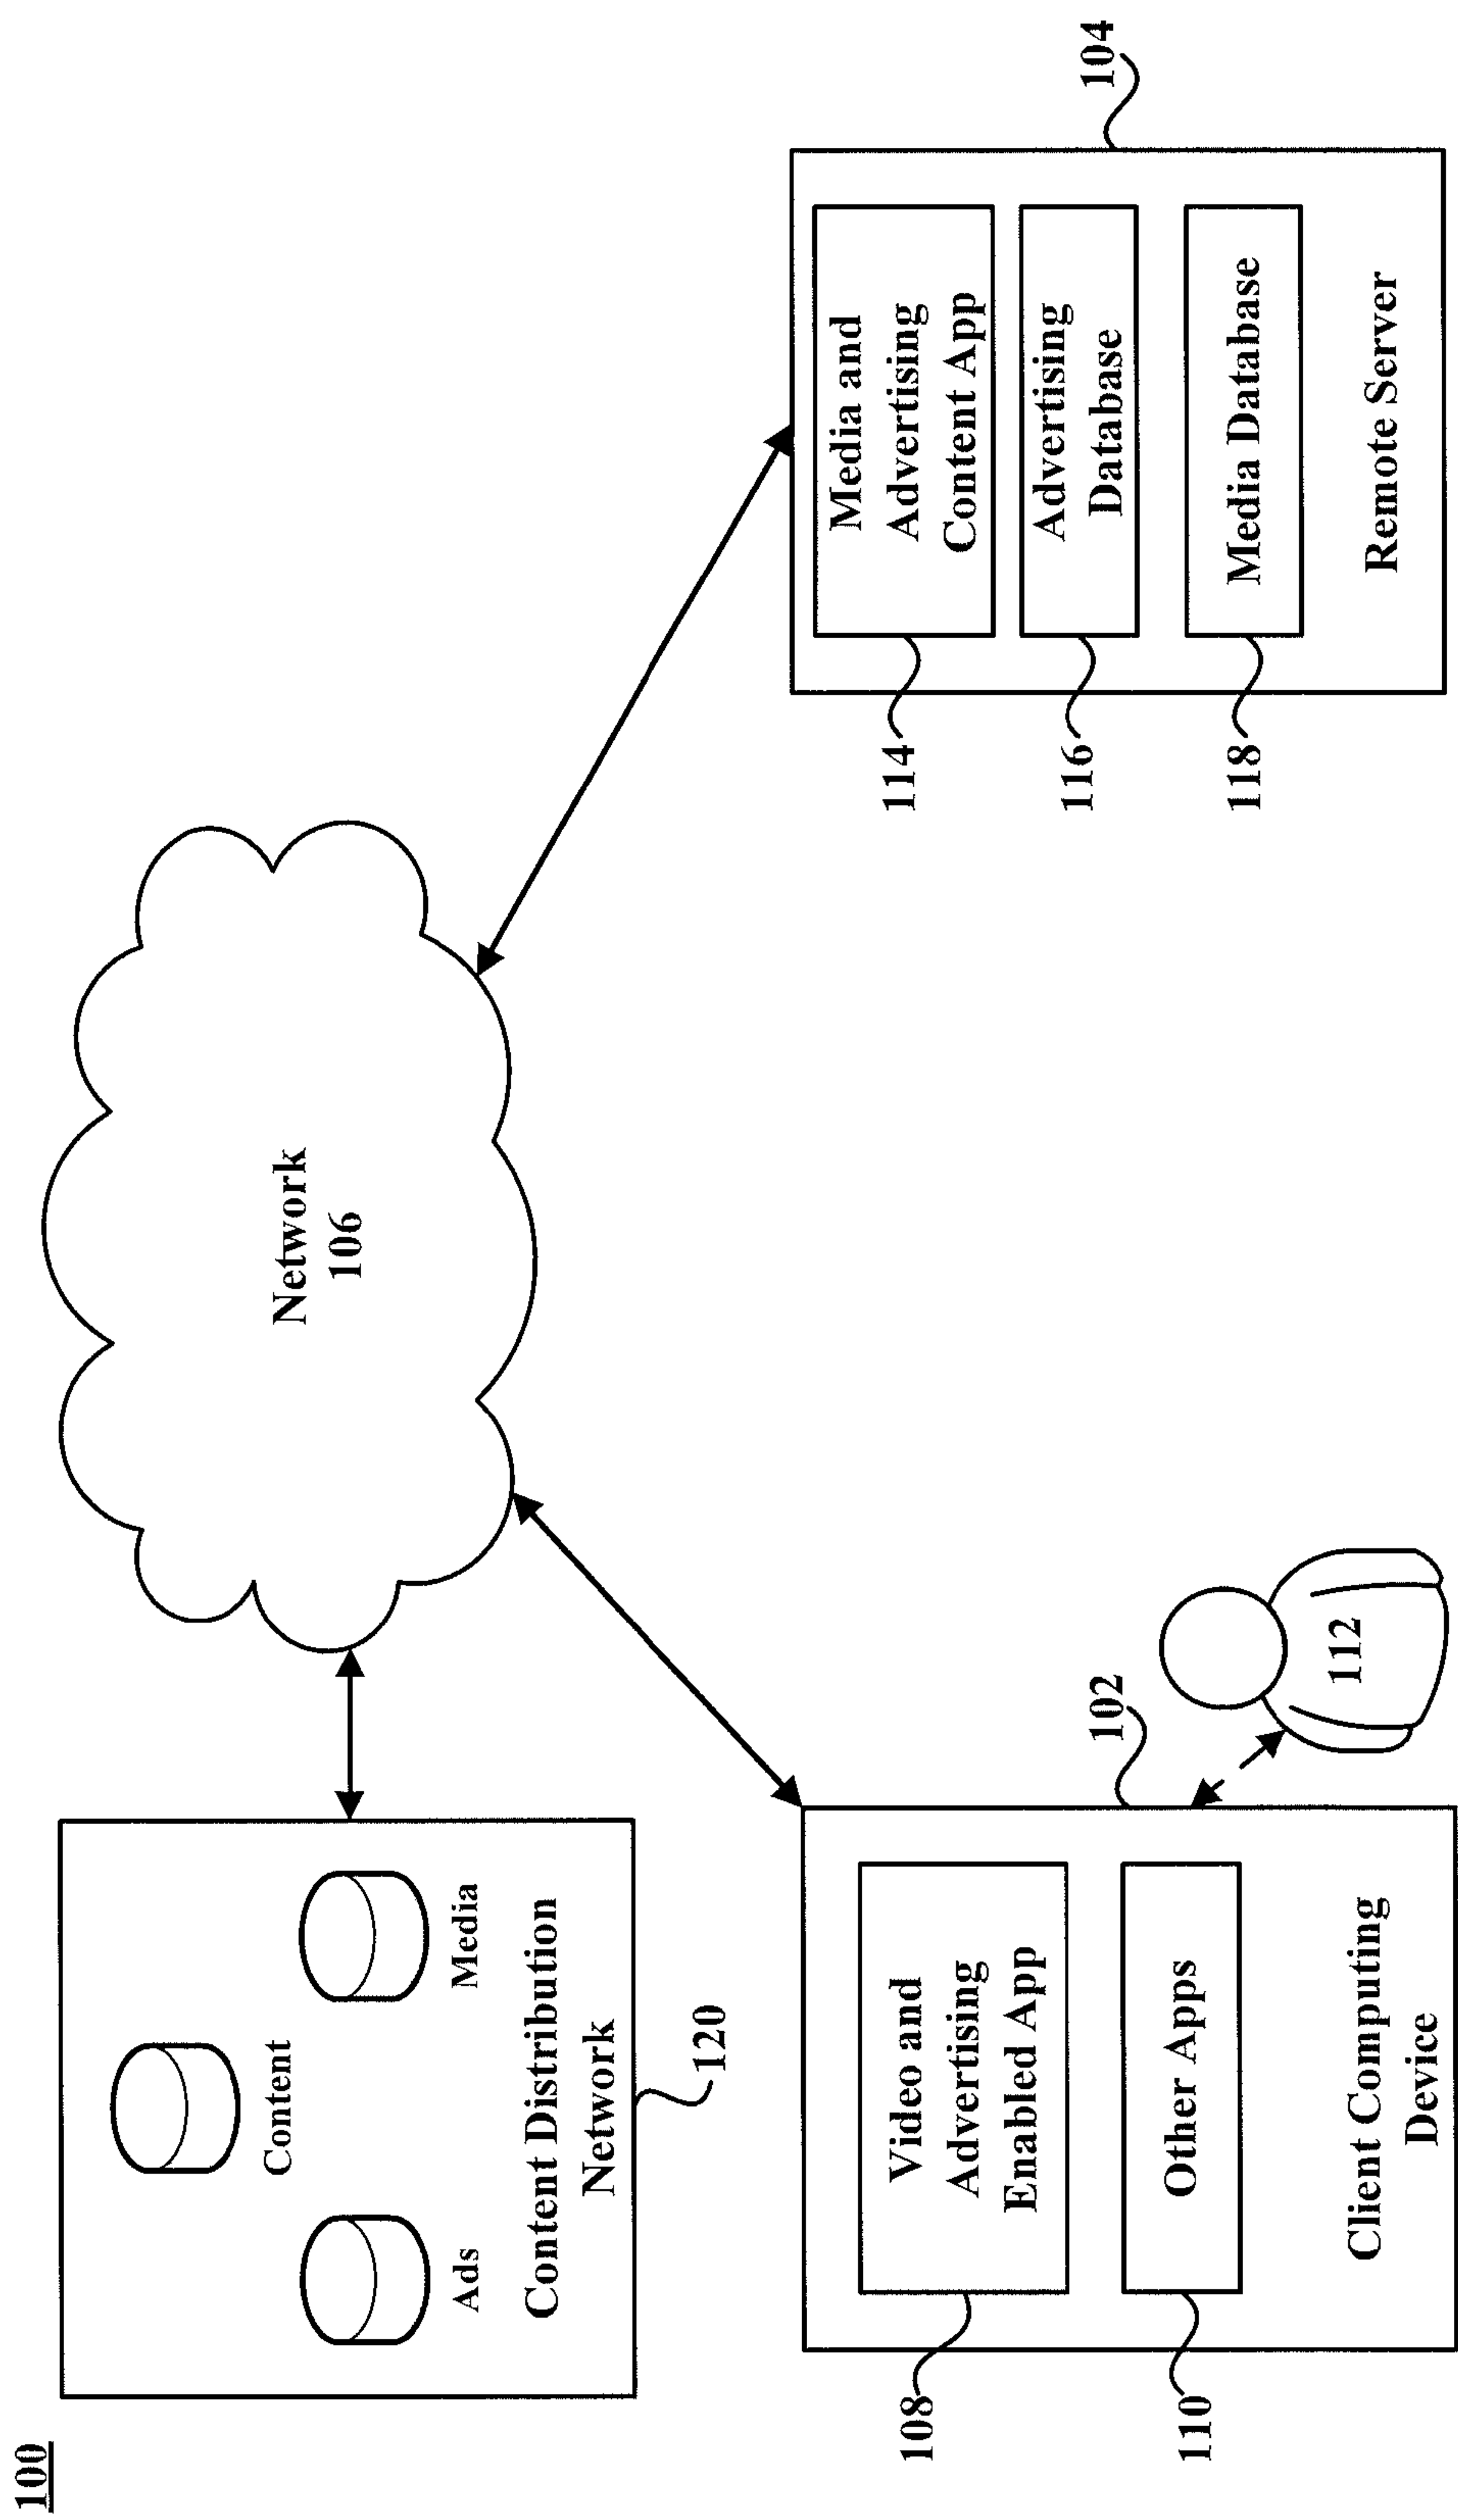 100
Network
106
Content
Ads
Media
Content Distribution
Network
120
104
Media and
Advertising
Content App
114
Advertising
Database
116
Media Database
118
Remote Server
102
Video and
Advertising
Enabled App
108
Other Apps
110
Client Computing
Device
112